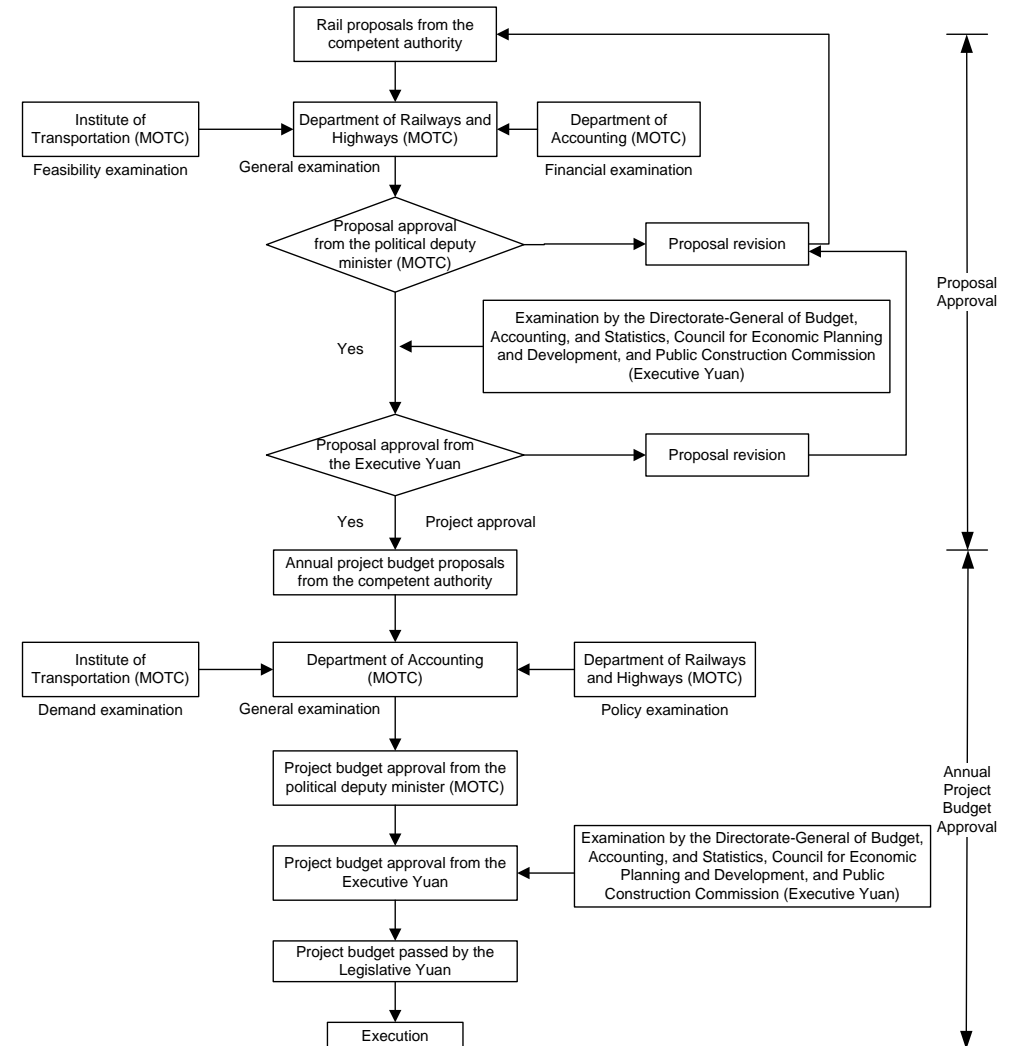 Rail proposals from the
competent authority
Institute of
Transportation (MOTC)
Department of Railways and
Highways (MOTC)
Department of
Accounting (MOTC)
Feasibility examination
General examination
Financial examination
Proposal approval
from the political deputy
minister (MOTC)
Proposal revision
Proposal
Approval
Examination by the Directorate-General of Budget,
Accounting, and Statistics, Council for Economic Planning
and Development, and Public Construction Commission
(Executive Yuan)
Yes
Proposal approval from
the Executive Yuan
Proposal revision
Yes
Project approval
Annual project budget proposals
from the competent authority
Institute of
Transportation (MOTC)
Department of Accounting
(MOTC)
Department of Railways
and Highways (MOTC)
Demand examination
General examination
Policy examination
Project budget approval from the
political deputy minister (MOTC)
Annual
Project
Budget
Approval
Examination by the Directorate-General of Budget,
Accounting, and Statistics, Council for Economic
Planning and Development, and Public
Construction Commission (Executive Yuan)
Project budget approval from the
Executive Yuan
Project budget passed by the
Legislative Yuan
Execution